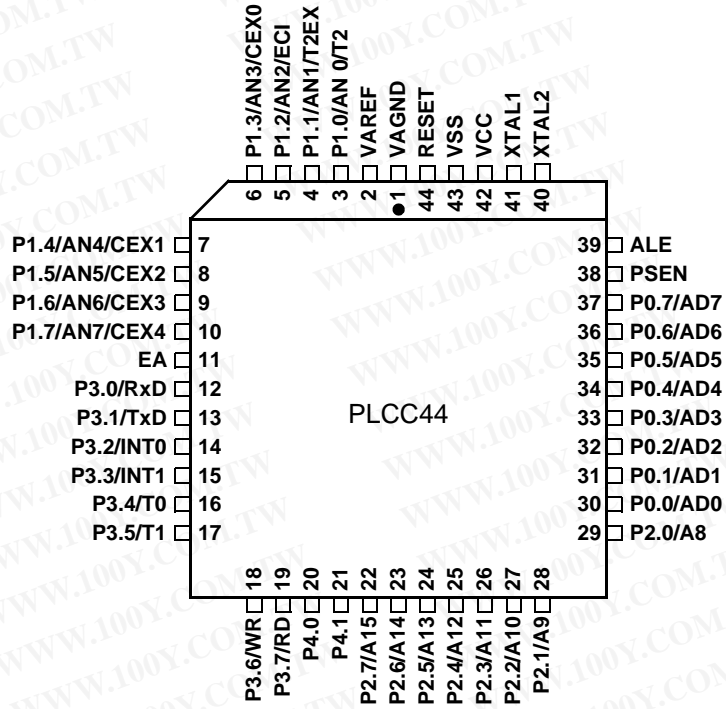 P1.3/AN3/CEX0
P1.2/AN2/ECI
P1.1/AN1/T2EX
P1.0/AN 0/T2
VAREF
VAGND
RESET
VSS
VCC
XTAL1
XTAL2
6 5 4 3 2 1 44 43 42 41 40
P1.4/AN4/CEX1 7
P1.5/AN5/CEX2 8
P1.6/AN6/CEX3 9
P1.7/AN7/CEX4 10
EA 11
P3.0/RxD 12
P3.1/TxD 13
P3.2/INT0 14
P3.3/INT1 15
P3.4/T0 16
P3.5/T1 17
PLCC44
39 ALE
38 PSEN
37 P0.7/AD7
36 P0.6/AD6
35 P0.5/AD5
34 P0.4/AD4
33 P0.3/AD3
32 P0.2/AD2
31 P0.1/AD1
30 P0.0/AD0
29 P2.0/A8
18 19 20 21 22 23 24 25 26 27 28
P3.6/WR
P3.7/RD
P4.0
P4.1
P2.7/A15
P2.6/A14
P2.5/A13
P2.4/A12
P2.3/A11
P2.2/A10
P2.1/A9
WWW.100Y.COM.TW